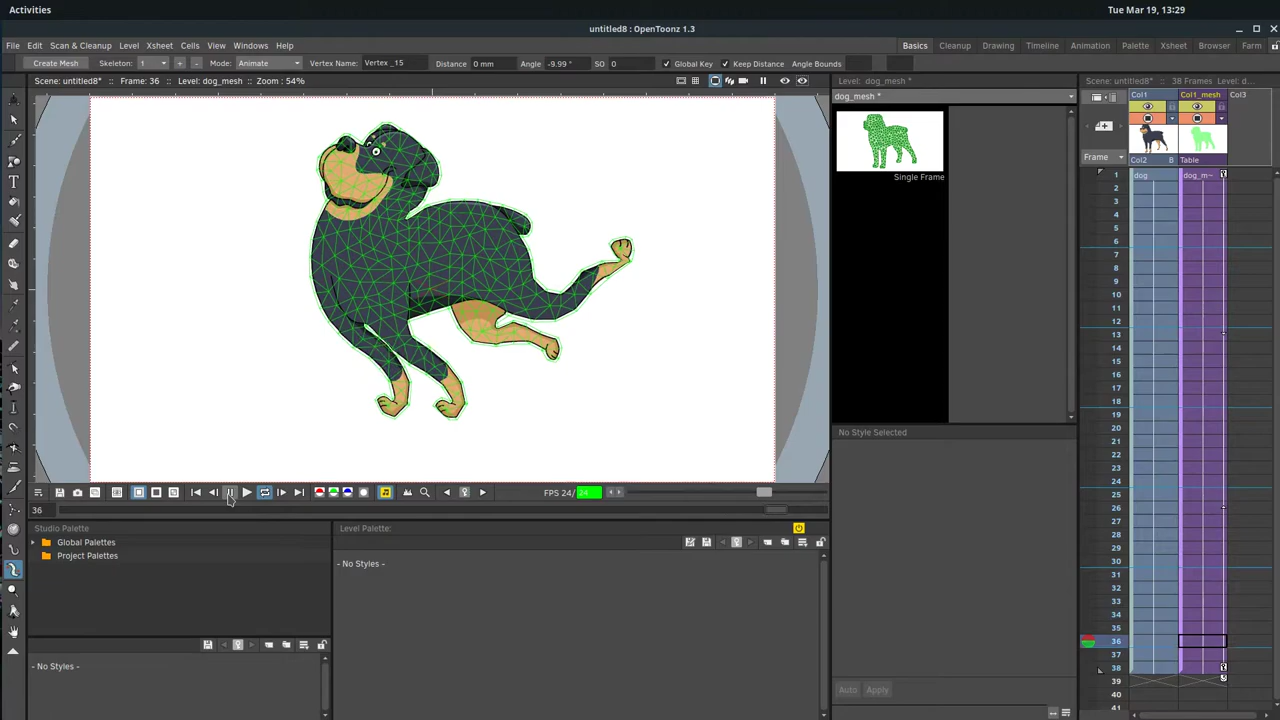 Activities
Tue Mar 19, 13:29
untitled8 : OpenToonz 1.3
File Edit Scan & Cleanup Level Xsheet Cells View Windows Help
Basics Cleanup Drawing Timeline Animation Palette Xsheet Browser Farm
Create Mesh Skeleton: 1 + - Mode: Animate Vertex Name: Vertex _15 Distance 0 mm Angle -9.99 ° SO 0 Global Key Keep Distance Angle Bounds
Scene: untitled8* :: Frame: 36 :: Level: dog_mesh :: Zoom : 54%
Level: dog_mesh *
Scene: untitled8* :: 38 Frames Level: d...
dog_mesh *
Col1 Col1_mesh Col3
Single Frame
Frame Col2 B Table
dog dog_m~
1
2
3
4
5
6
7
8
9
10
11
12
13
14
15
16
17
18
19
20
21
22
23
24
25
26
27
28
29
30
31
32
33
34
35
36
37
38
39
40
41
No Style Selected
Auto Apply
FPS 24/24
36
Studio Palette
Global Palettes
Project Palettes
- No Styles -
Level Palette:
- No Styles -